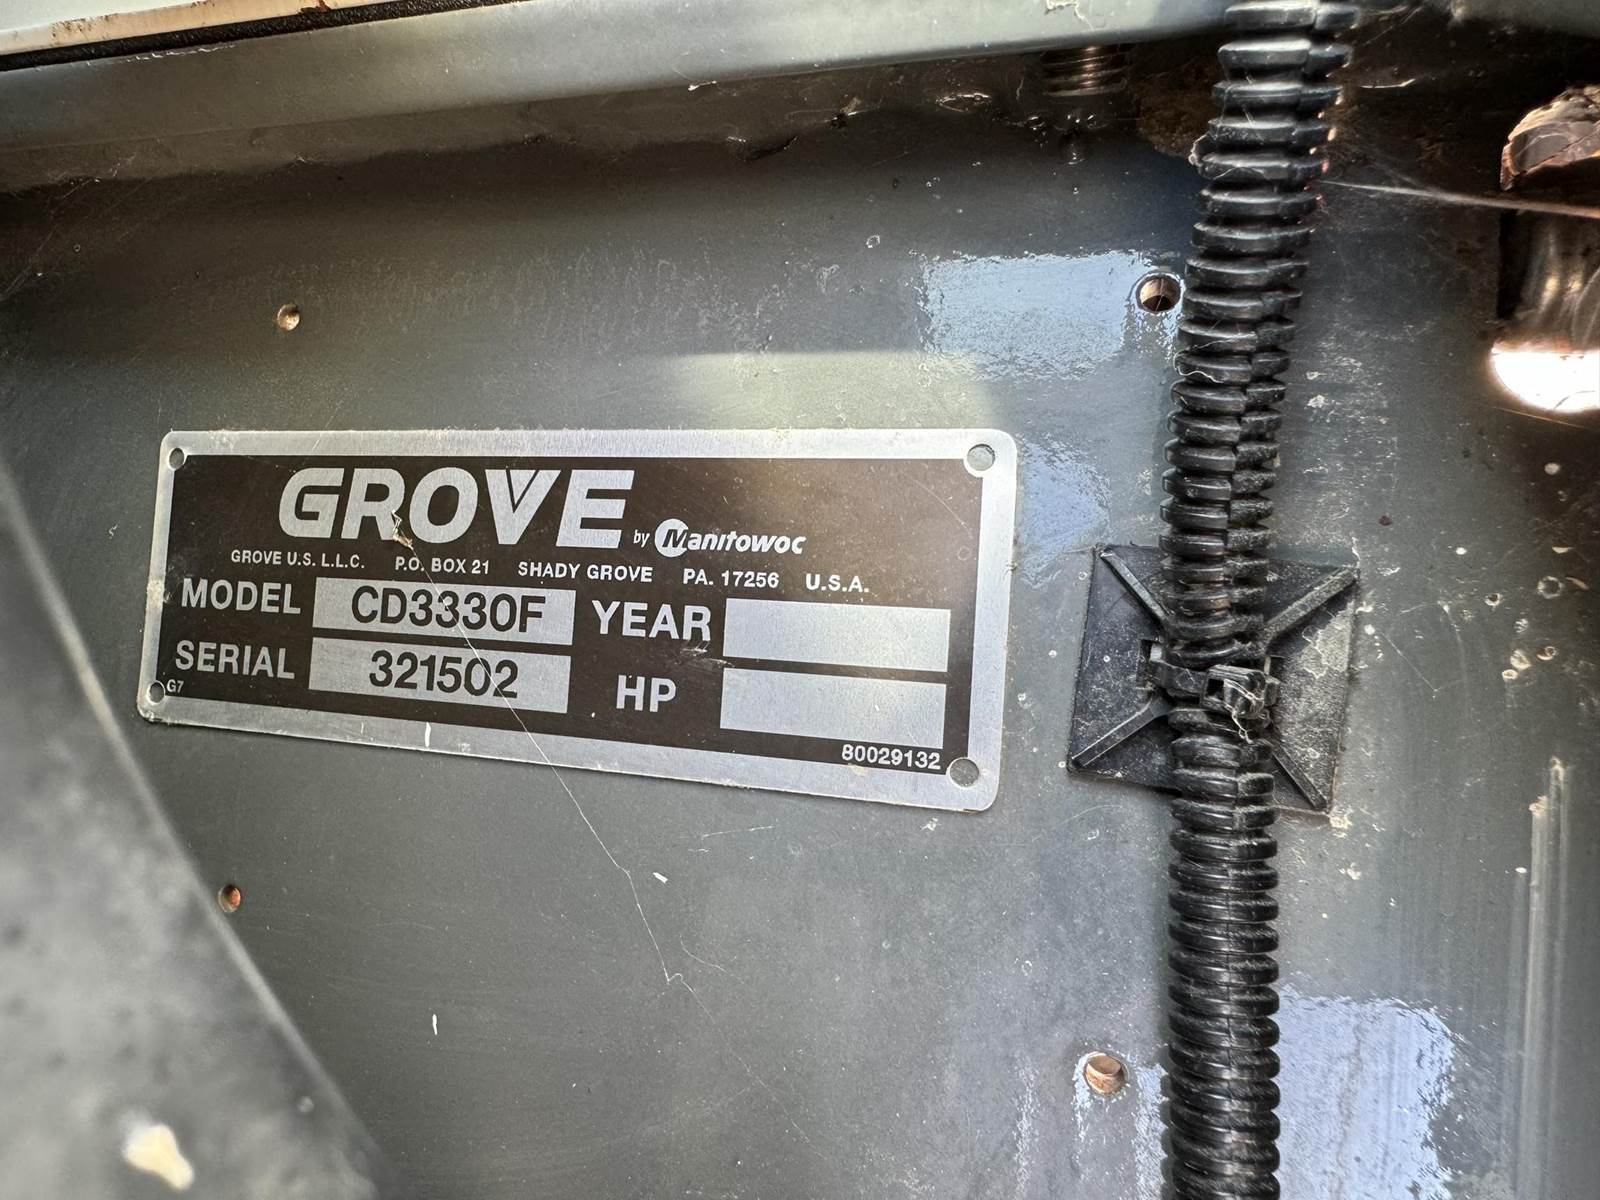 GROVE by Manitowoc
GROVE U.S. L.L.C. P.O. BOX 21 SHADY GROVE PA. 17256 U.S.A.
MODEL CD3330F YEAR
SERIAL 321502 HP
G7
80029132